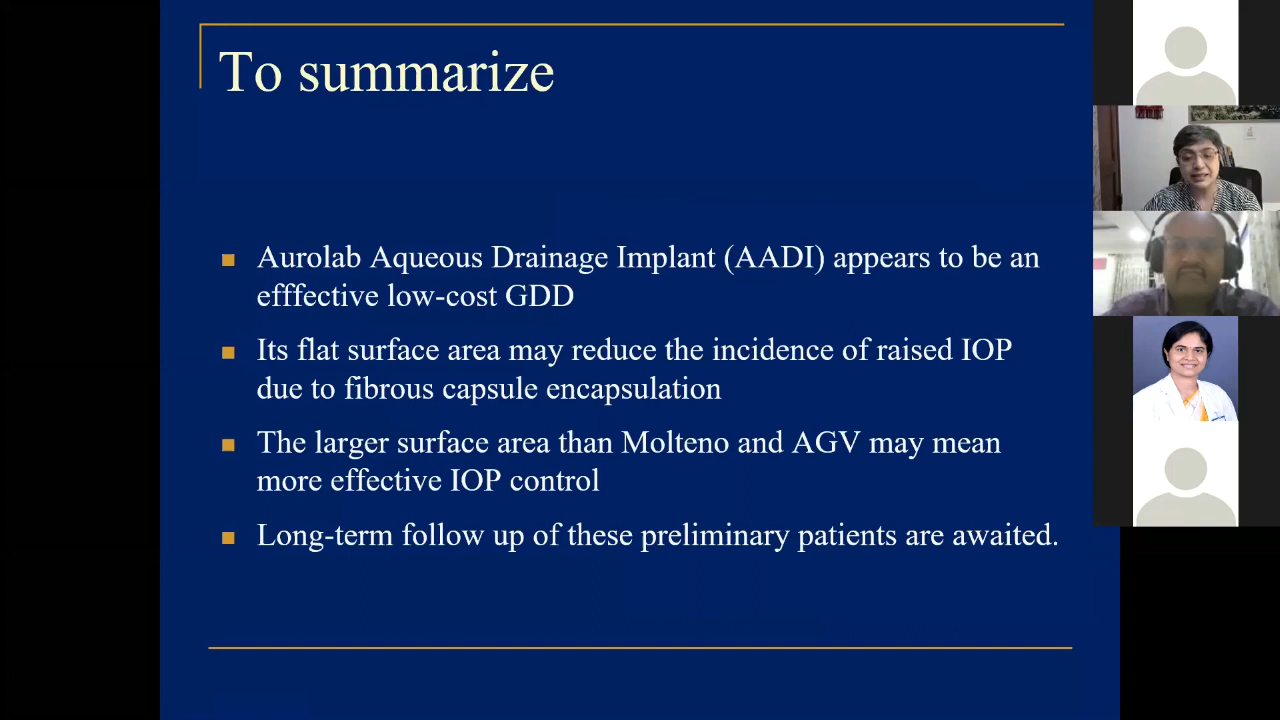 To summarize
Aurolab Aqueous Drainage Implant (AADI) appears to be an
efffective low-cost GDD
Its flat surface area may reduce the incidence of raised IOP
due to fibrous capsule encapsulation
The larger surface area than Molteno and AGV may mean
more effective IOP control
Long-term follow up of these preliminary patients are awaited.